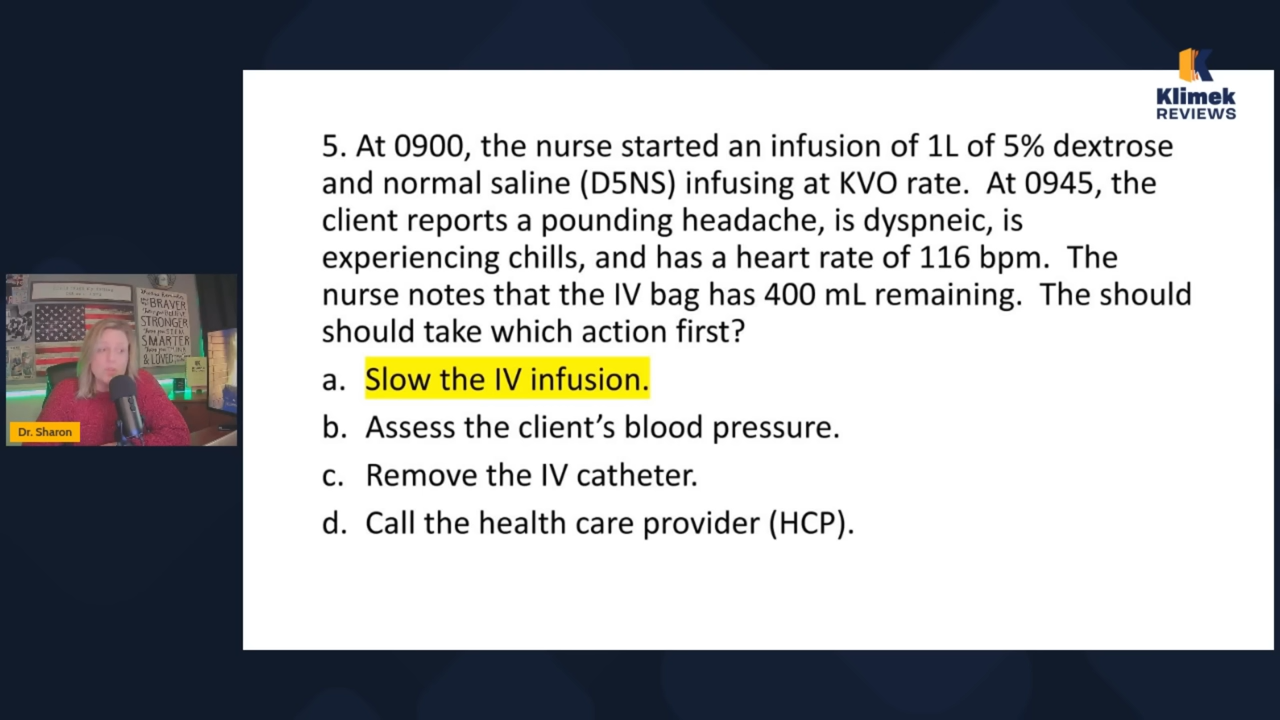 Klimek
REVIEWS
5. At 0900, the nurse started an infusion of 1L of 5% dextrose
and normal saline (D5NS) infusing at KVO rate. At 0945, the
client reports a pounding headache, is dyspneic, is
experiencing chills, and has a heart rate of 116 bpm. The
nurse notes that the IV bag has 400 mL remaining. The should
should take which action first?
a. Slow the IV infusion.
b. Assess the client’s blood pressure.
c. Remove the IV catheter.
d. Call the health care provider (HCP).
BRAVER
STRONGER
SMARTER
& LOVED
Dr. Sharon